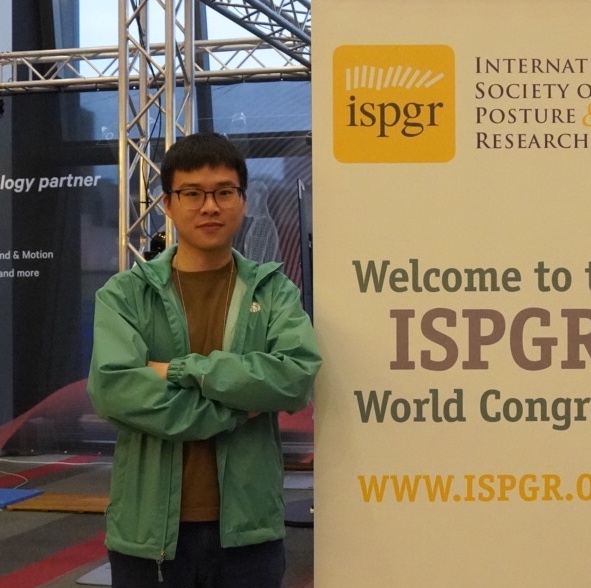 logy partner
nd & Motion
and more
ispgr
INTERNAT
SOCIETY O
POSTURE &
RESEARCH
Welcome to t
ISPGR
World Congr
WWW.ISPGR.O